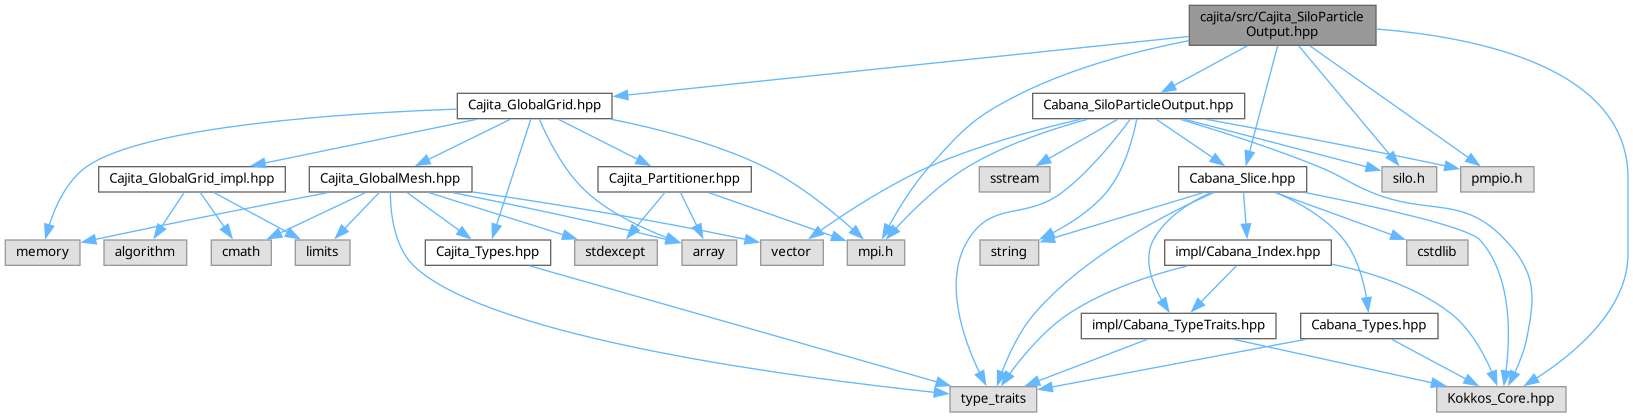 cajita/src/Cajita_SiloParticle
Output.hpp
Cajita_GlobalGrid.hpp
Cabana_SiloParticleOutput.hpp
Cajita_GlobalGrid_impl.hpp
Cajita_GlobalMesh.hpp
Cajita_Partitioner.hpp
sstream
Cabana_Slice.hpp
silo.h
pmpio.h
memory
algorithm
cmath
limits
Cajita_Types.hpp
stdexcept
array
vector
mpi.h
string
impl/Cabana_Index.hpp
cstdlib
impl/Cabana_TypeTraits.hpp
Cabana_Types.hpp
type_traits
Kokkos_Core.hpp